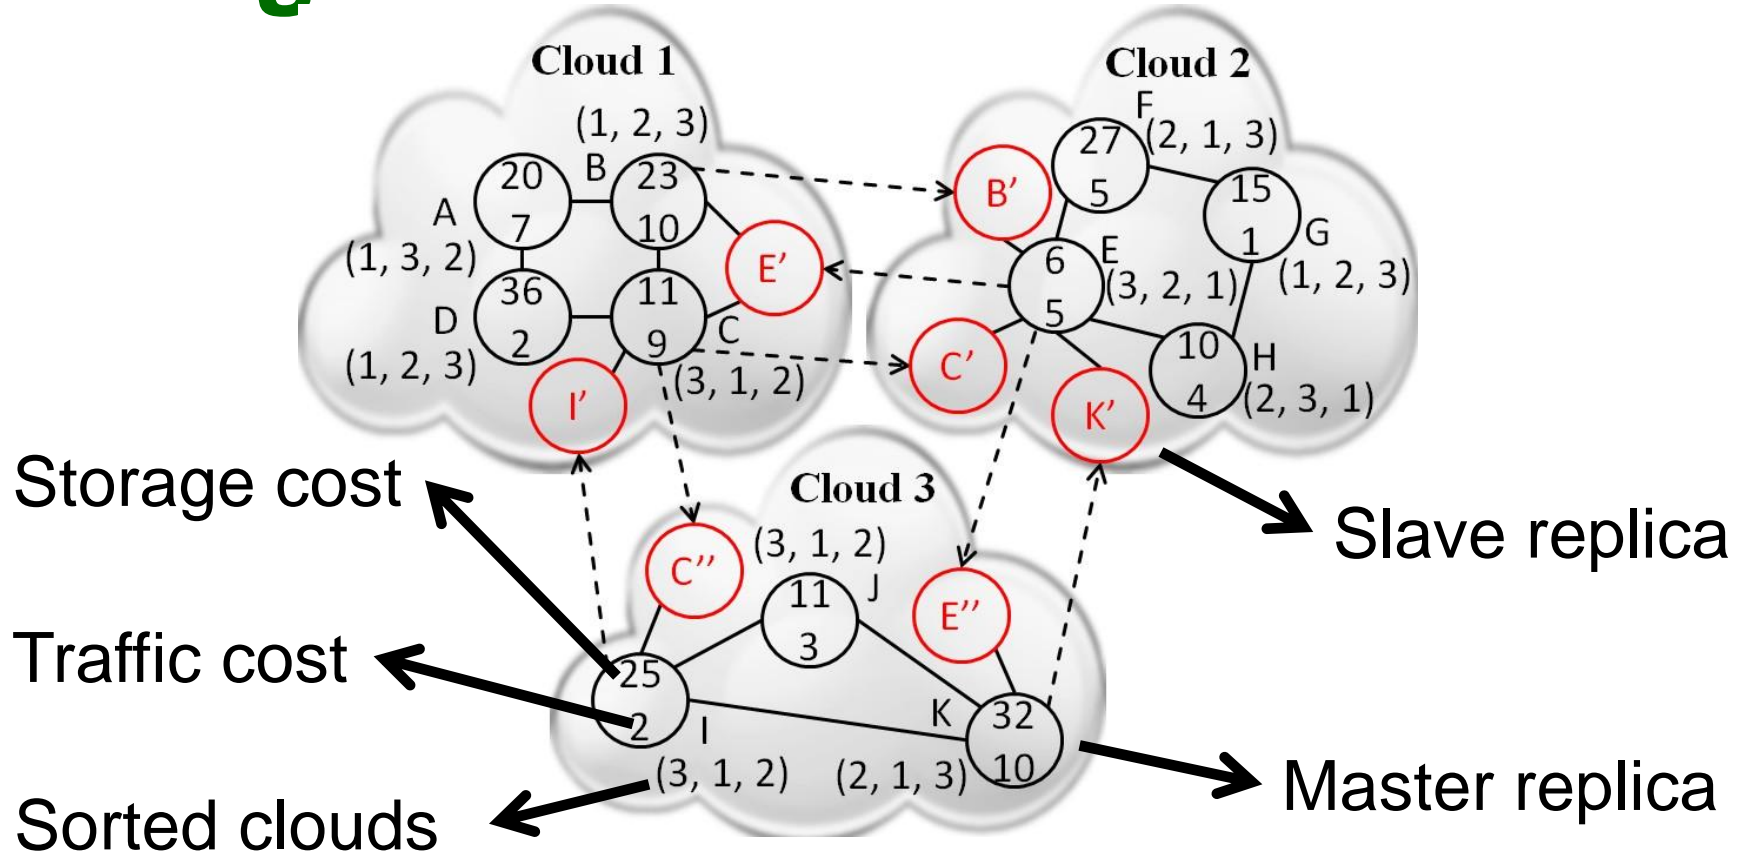 Cloud 1
(1, 2, 3)
A
20
7
(1, 3, 2)
B
23
10
E'
D
36
2
(1, 2, 3)
11
9
C
(3, 1, 2)
I'
Cloud 2
F
27
5
(2, 1, 3)
B'
15
1
G
(1, 2, 3)
6
5
E
(3, 2, 1)
C'
K'
10
4
H
(2, 3, 1)
Cloud 3
C''
(3, 1, 2)
11
3
J
E''
25
2
I
(3, 1, 2)
K
32
10
(2, 1, 3)
Storage cost
Traffic cost
Sorted clouds
Slave replica
Master replica